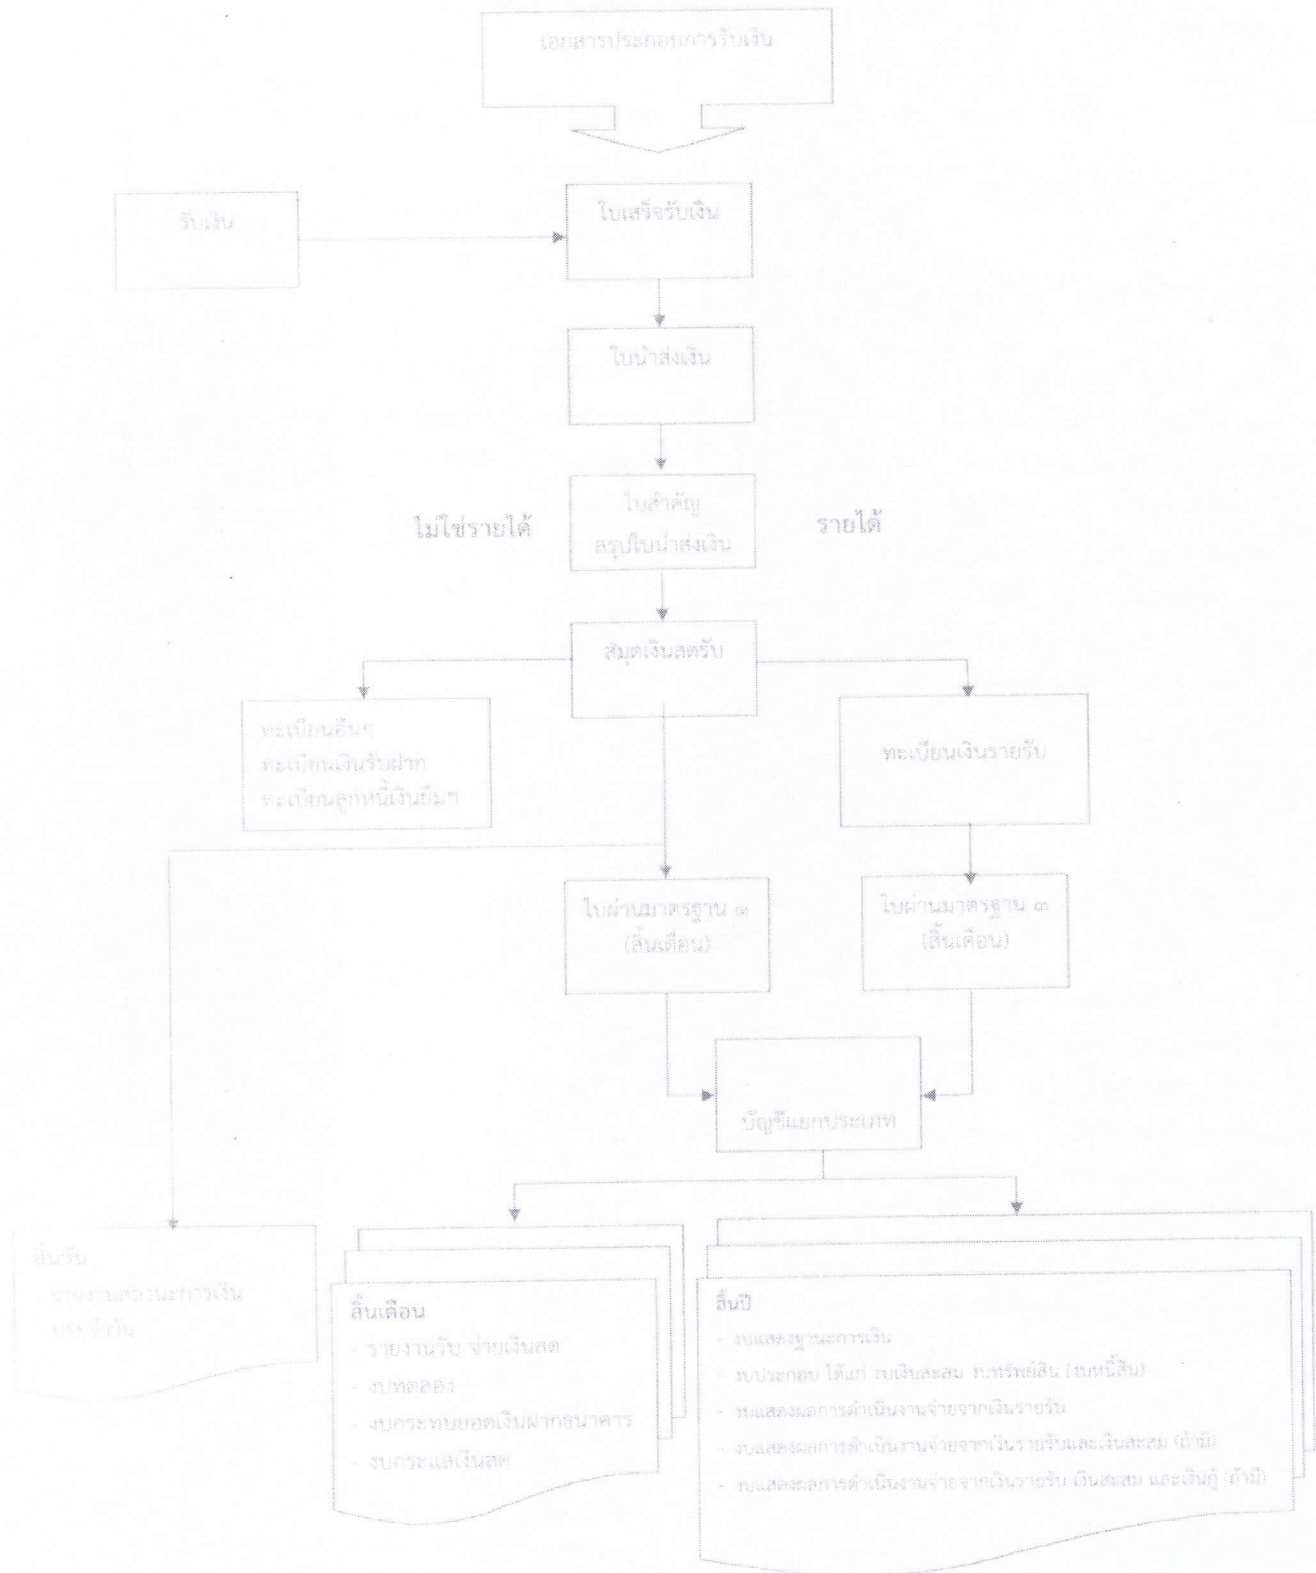 เอกสารประกอบการรับเงิน
รับเงิน
ใบเสร็จรับเงิน
ใบนำส่งเงิน
ไม่ใช่รายได้
ใบสำคัญ
สรุปใบนำส่งเงิน
รายได้
สมุดเงินสดรับ
ทะเบียนอื่นๆ
ทะเบียนเงินรับฝาก
ทะเบียนลูกหนี้เงินยืมฯ
ทะเบียนเงินรายรับ
ใบผ่านมาตรฐาน ๑
(สิ้นเดือน)
ใบผ่านมาตรฐาน ๓
(สิ้นเดือน)
บัญชีแยกประเภท
สิ้นวัน
- รายงานสถานะการเงิน
ประจำวัน
สิ้นเดือน
- รายงานรับ จ่ายเงินสด
- งบทดลอง
- งบกระทบยอดเงินฝากธนาคาร
- งบกระแสเงินสด
สิ้นปี
- งบแสดงฐานะการเงิน
- งบประกอบ ได้แก่ งบเงินสะสม งบทรัพย์สิน (งบหนี้สิน)
- งบแสดงผลการดำเนินงานจ่ายจากเงินรายรับ
- งบแสดงผลการดำเนินงานจ่ายจากเงินรายรับและเงินสะสม (ถ้ามี)
- งบแสดงผลการดำเนินงานจ่ายจากเงินรายรับ เงินสะสม และเงินกู้ (ถ้ามี)